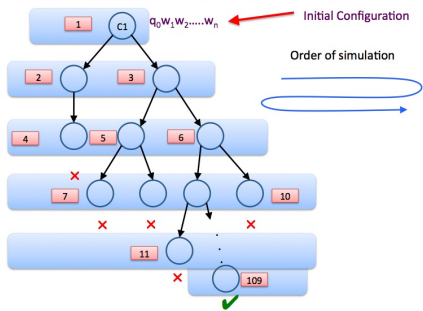 1
C1
q0w1w2.....wn
Initial Configuration
Order of simulation
2
3
4
5
6
7
10
11
109